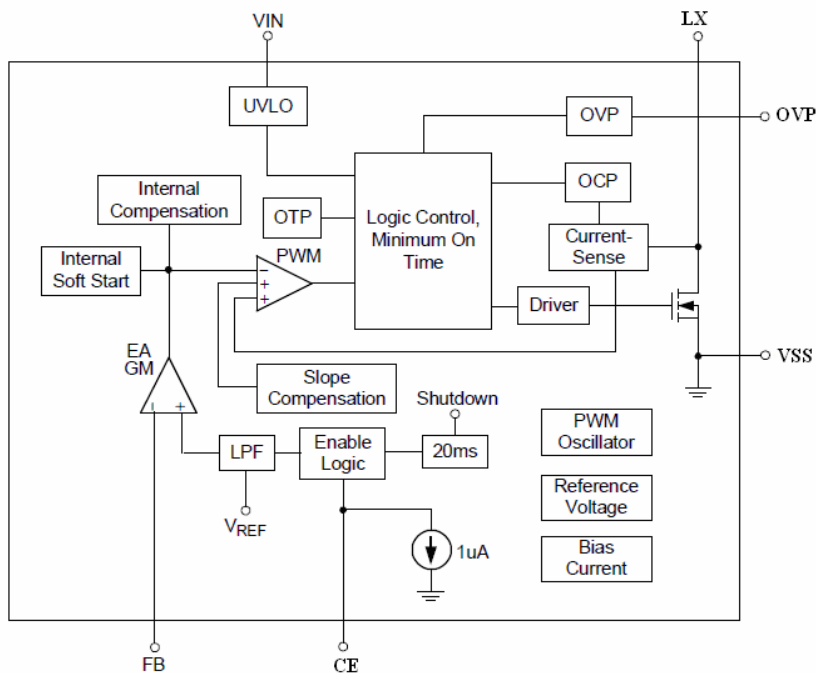 VIN
LX
UVLO
OVP
OVP
Internal
Compensation
OCP
OTP
Logic Control,
Minimum On
Time
Internal
Soft Start
PWM
Current-
Sense
−
+
+
Driver
EA
GM
VSS
Slope
Compensation
− +
Shutdown
PWM
Oscillator
LPF
Enable
Logic
20ms
VREF
Reference
Voltage
1uA
Bias
Current
FB
CE